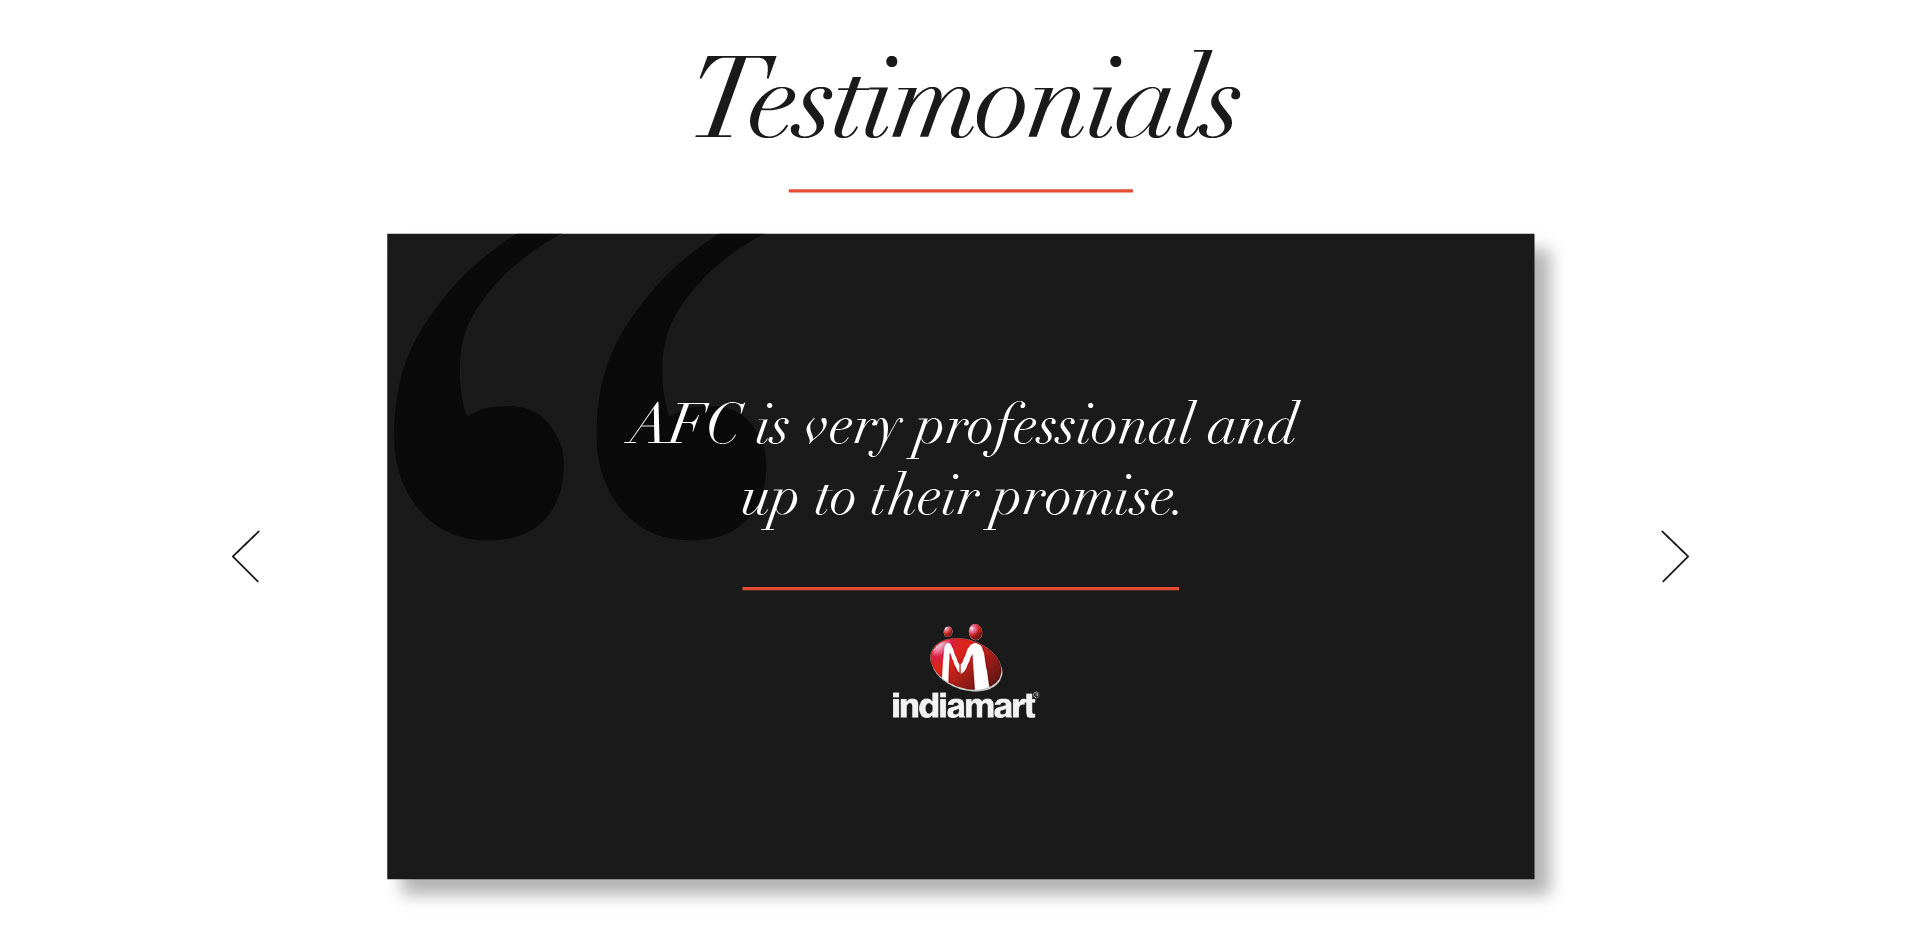 Testimonials
AFC is very professional and
up to their promise.
M
indiamart®